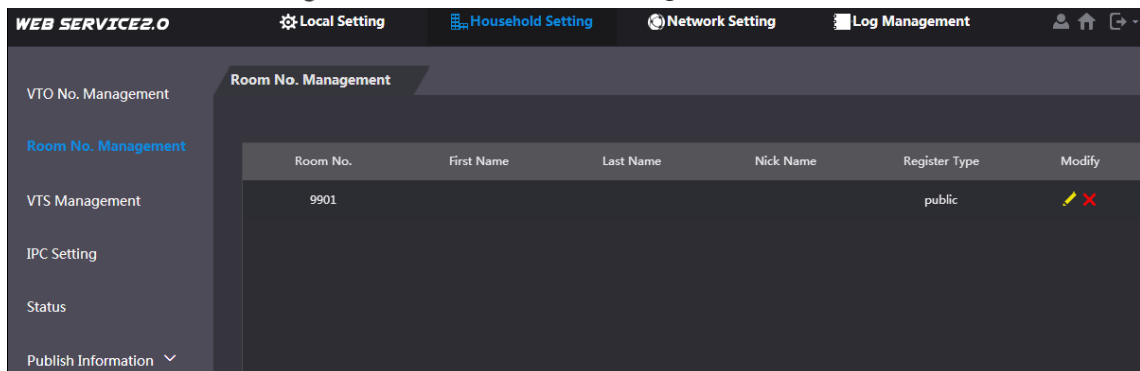 WEB SERVICE2.0 Local Setting Household Setting Network Setting Log Management
VTO No. Management
Room No. Management
Room No. Management
Room No. First Name Last Name Nick Name Register Type Modify
VTS Management
9901 public
IPC Setting
Status
Publish Information